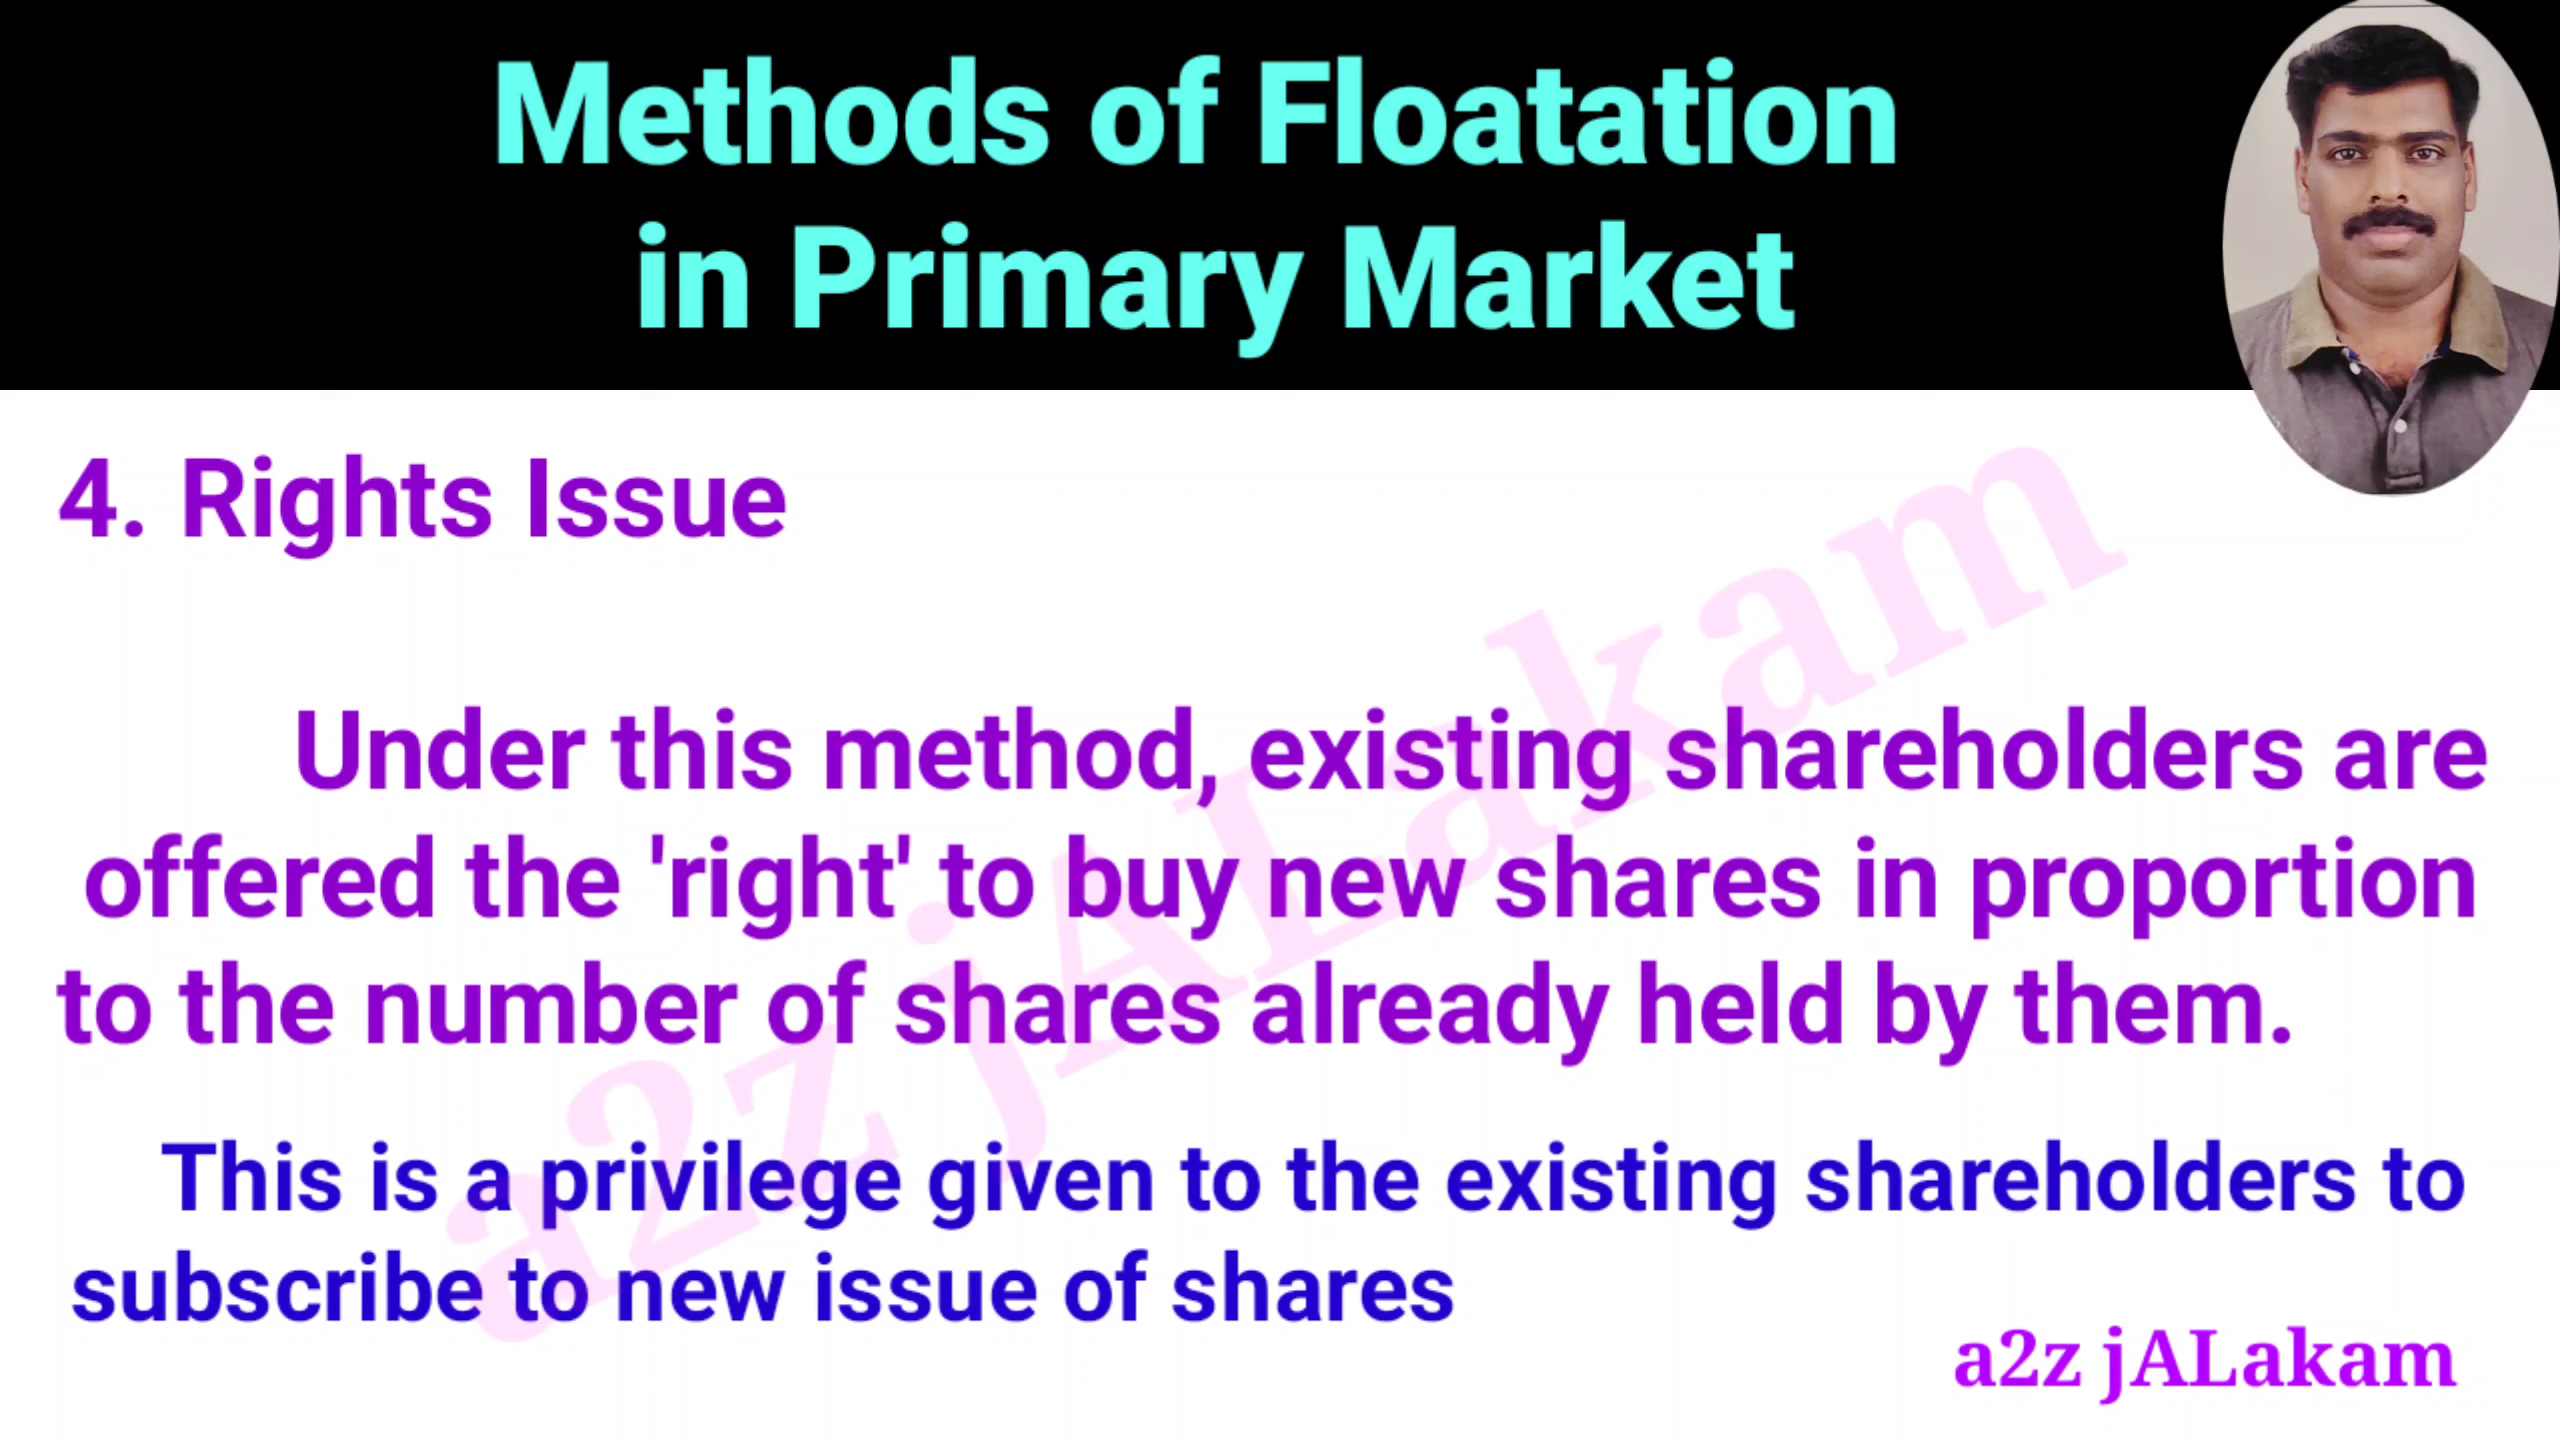 Methods of Floatation
in Primary Market
4. Rights Issue
Under this method, existing shareholders are
offered the 'right' to buy new shares in proportion
to the number of shares already held by them.
This is a privilege given to the existing shareholders to
subscribe to new issue of shares
a2z jALakam
a2z jALakam